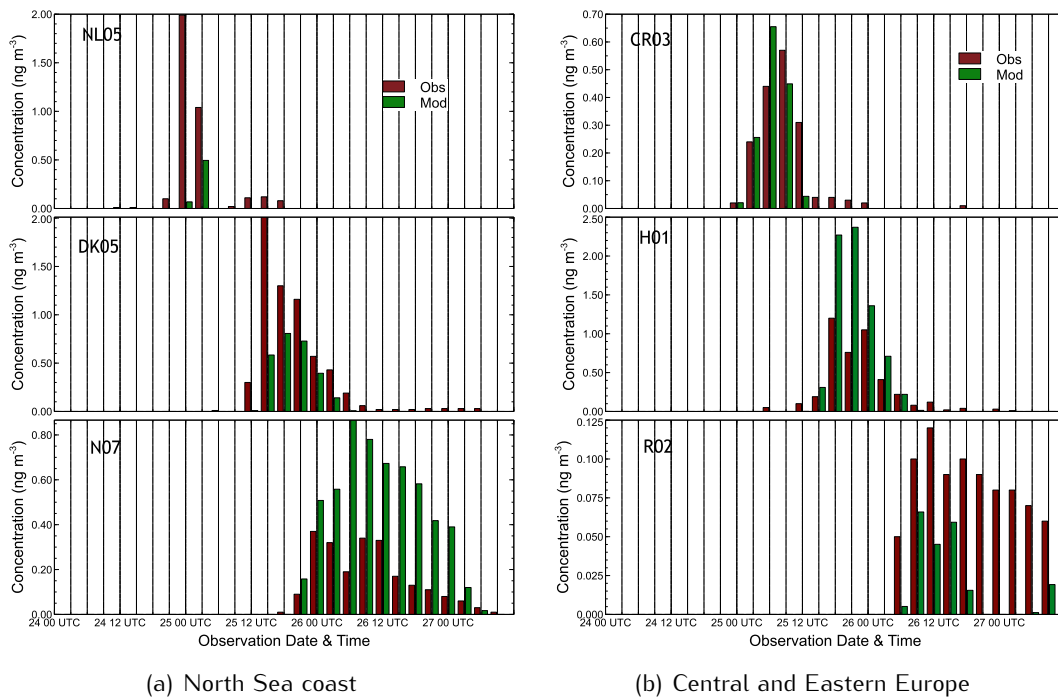 NL05
Obs
Mod
Concentration (ng m⁻³)
2.00
1.50
1.00
0.50
0.00
DK05
Concentration (ng m⁻³)
2.00
1.50
1.00
0.50
0.00
N07
Concentration (ng m⁻³)
0.80
0.60
0.40
0.20
0.00
24 00 UTC 24 12 UTC 25 00 UTC 25 12 UTC 26 00 UTC 26 12 UTC 27 00 UTC
Observation Date & Time
(a) North Sea coast
CR03
Obs
Mod
Concentration (ng m⁻³)
0.70
0.60
0.50
0.40
0.30
0.20
0.10
0.00
H01
Concentration (ng m⁻³)
2.50
2.00
1.50
1.00
0.50
0.00
R02
Concentration (ng m⁻³)
0.125
0.100
0.075
0.050
0.025
0.000
24 00 UTC 24 12 UTC 25 00 UTC 25 12 UTC 26 00 UTC 26 12 UTC 27 00 UTC
Observation Date & Time
(b) Central and Eastern Europe